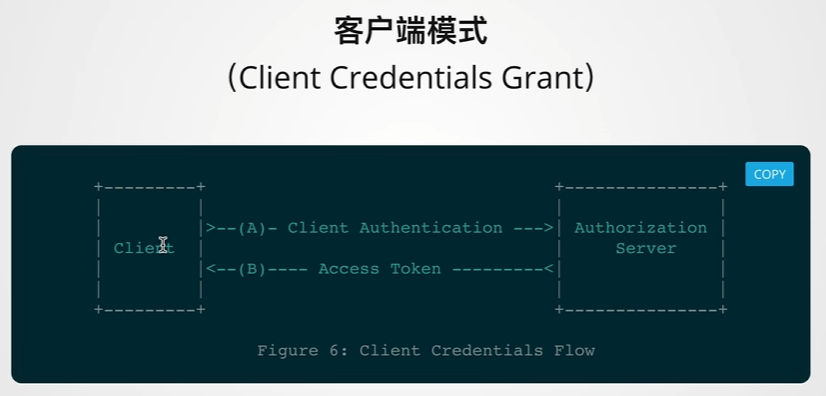 客户端模式
(Client Credentials Grant)
COPY
+---------+                                  +---------------+
|         |                                  |               |
|         |>--(A)- Client Authentication --->| Authorization |
| Client  |                                  |     Server    |
|         |<--(B)---- Access Token ---------<|               |
|         |                                  |               |
+---------+                                  +---------------+
Figure 6: Client Credentials Flow